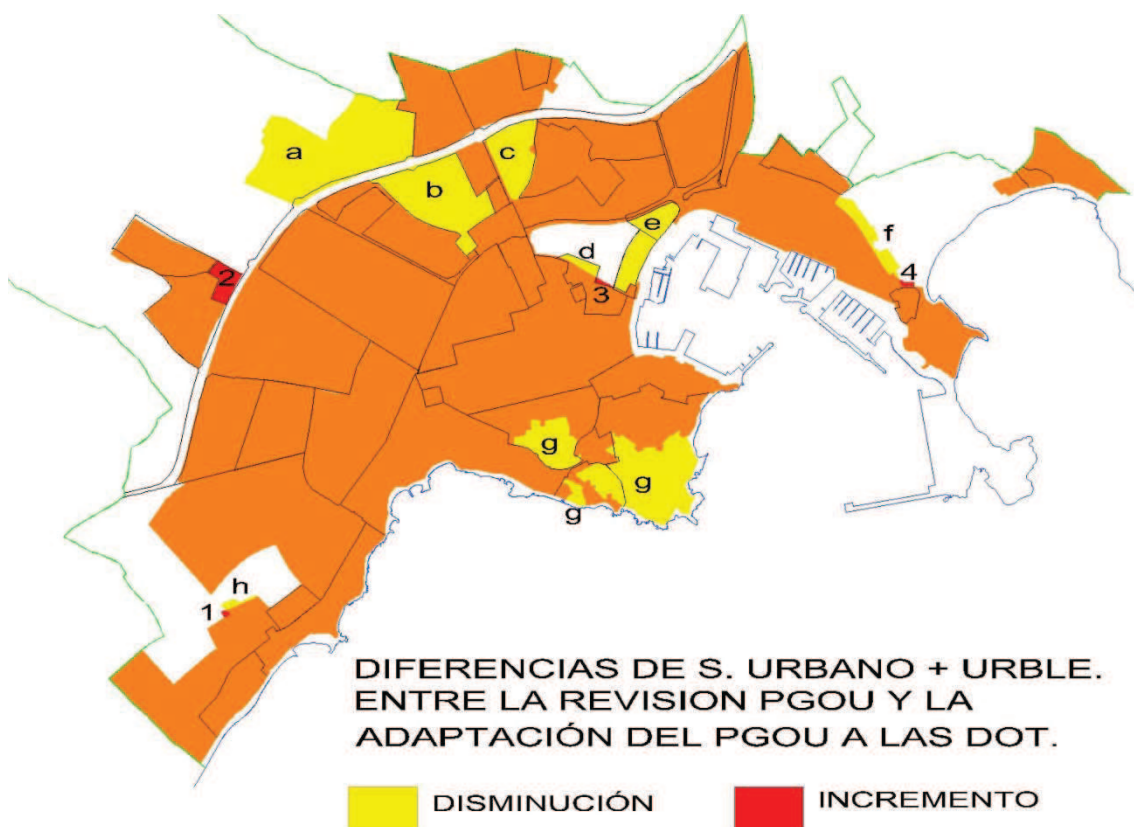 a
b
c
e
d
f
2
3
4
g
g
g
h
1
DIFERENCIAS DE S. URBANO + URBLE.
ENTRE LA REVISION PGOU Y LA
ADAPTACIÓN DEL PGOU A LAS DOT.
DISMINUCIÓN
INCREMENTO